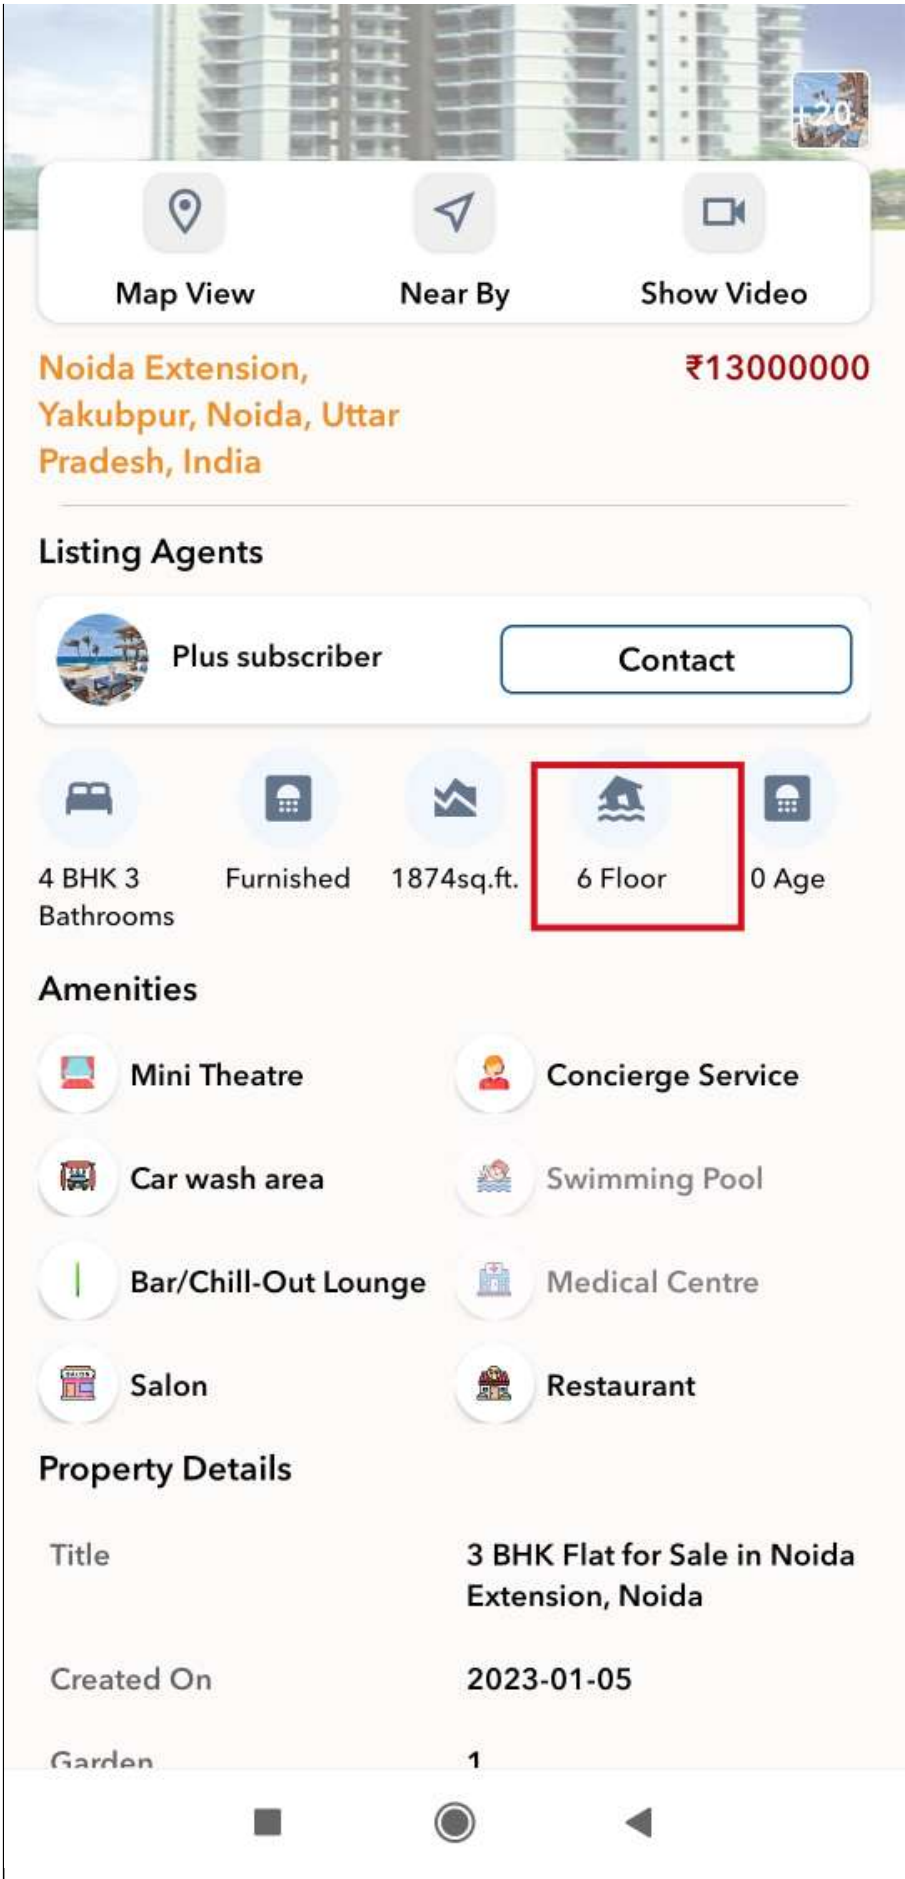 +20
Map View
Near By
Show Video
Noida Extension,
Yakubpur, Noida, Uttar
Pradesh, India
₹13000000
Listing Agents
Plus subscriber
Contact
4 BHK 3
Bathrooms
Furnished
1874sq.ft.
6 Floor
0 Age
Amenities
Mini Theatre
Concierge Service
Car wash area
Swimming Pool
Bar/Chill-Out Lounge
Medical Centre
Salon
Restaurant
Property Details
Title
3 BHK Flat for Sale in Noida
Extension, Noida
Created On
2023-01-05
Garden
1